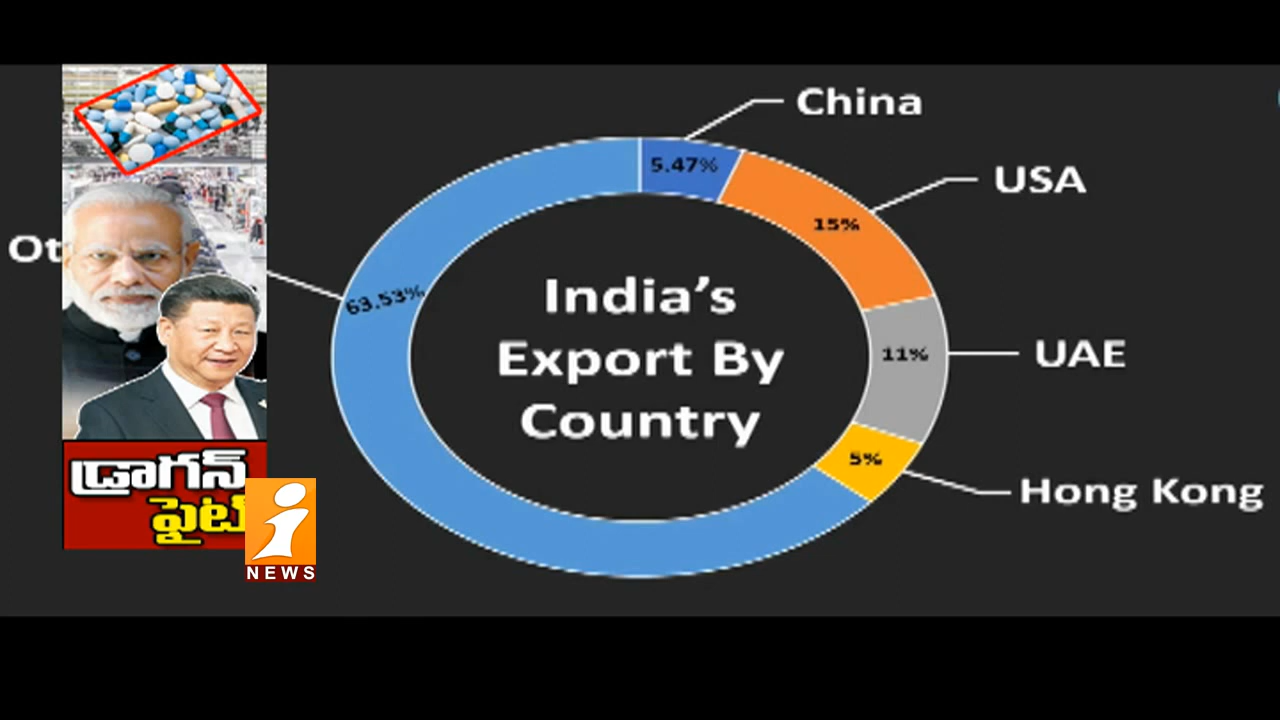 China
5.47%
USA
15%
63.53%
India's
Export By
Country
11%
UAE
5%
Hong Kong
డ్రాగన్
ఫైట్
i
NEWS